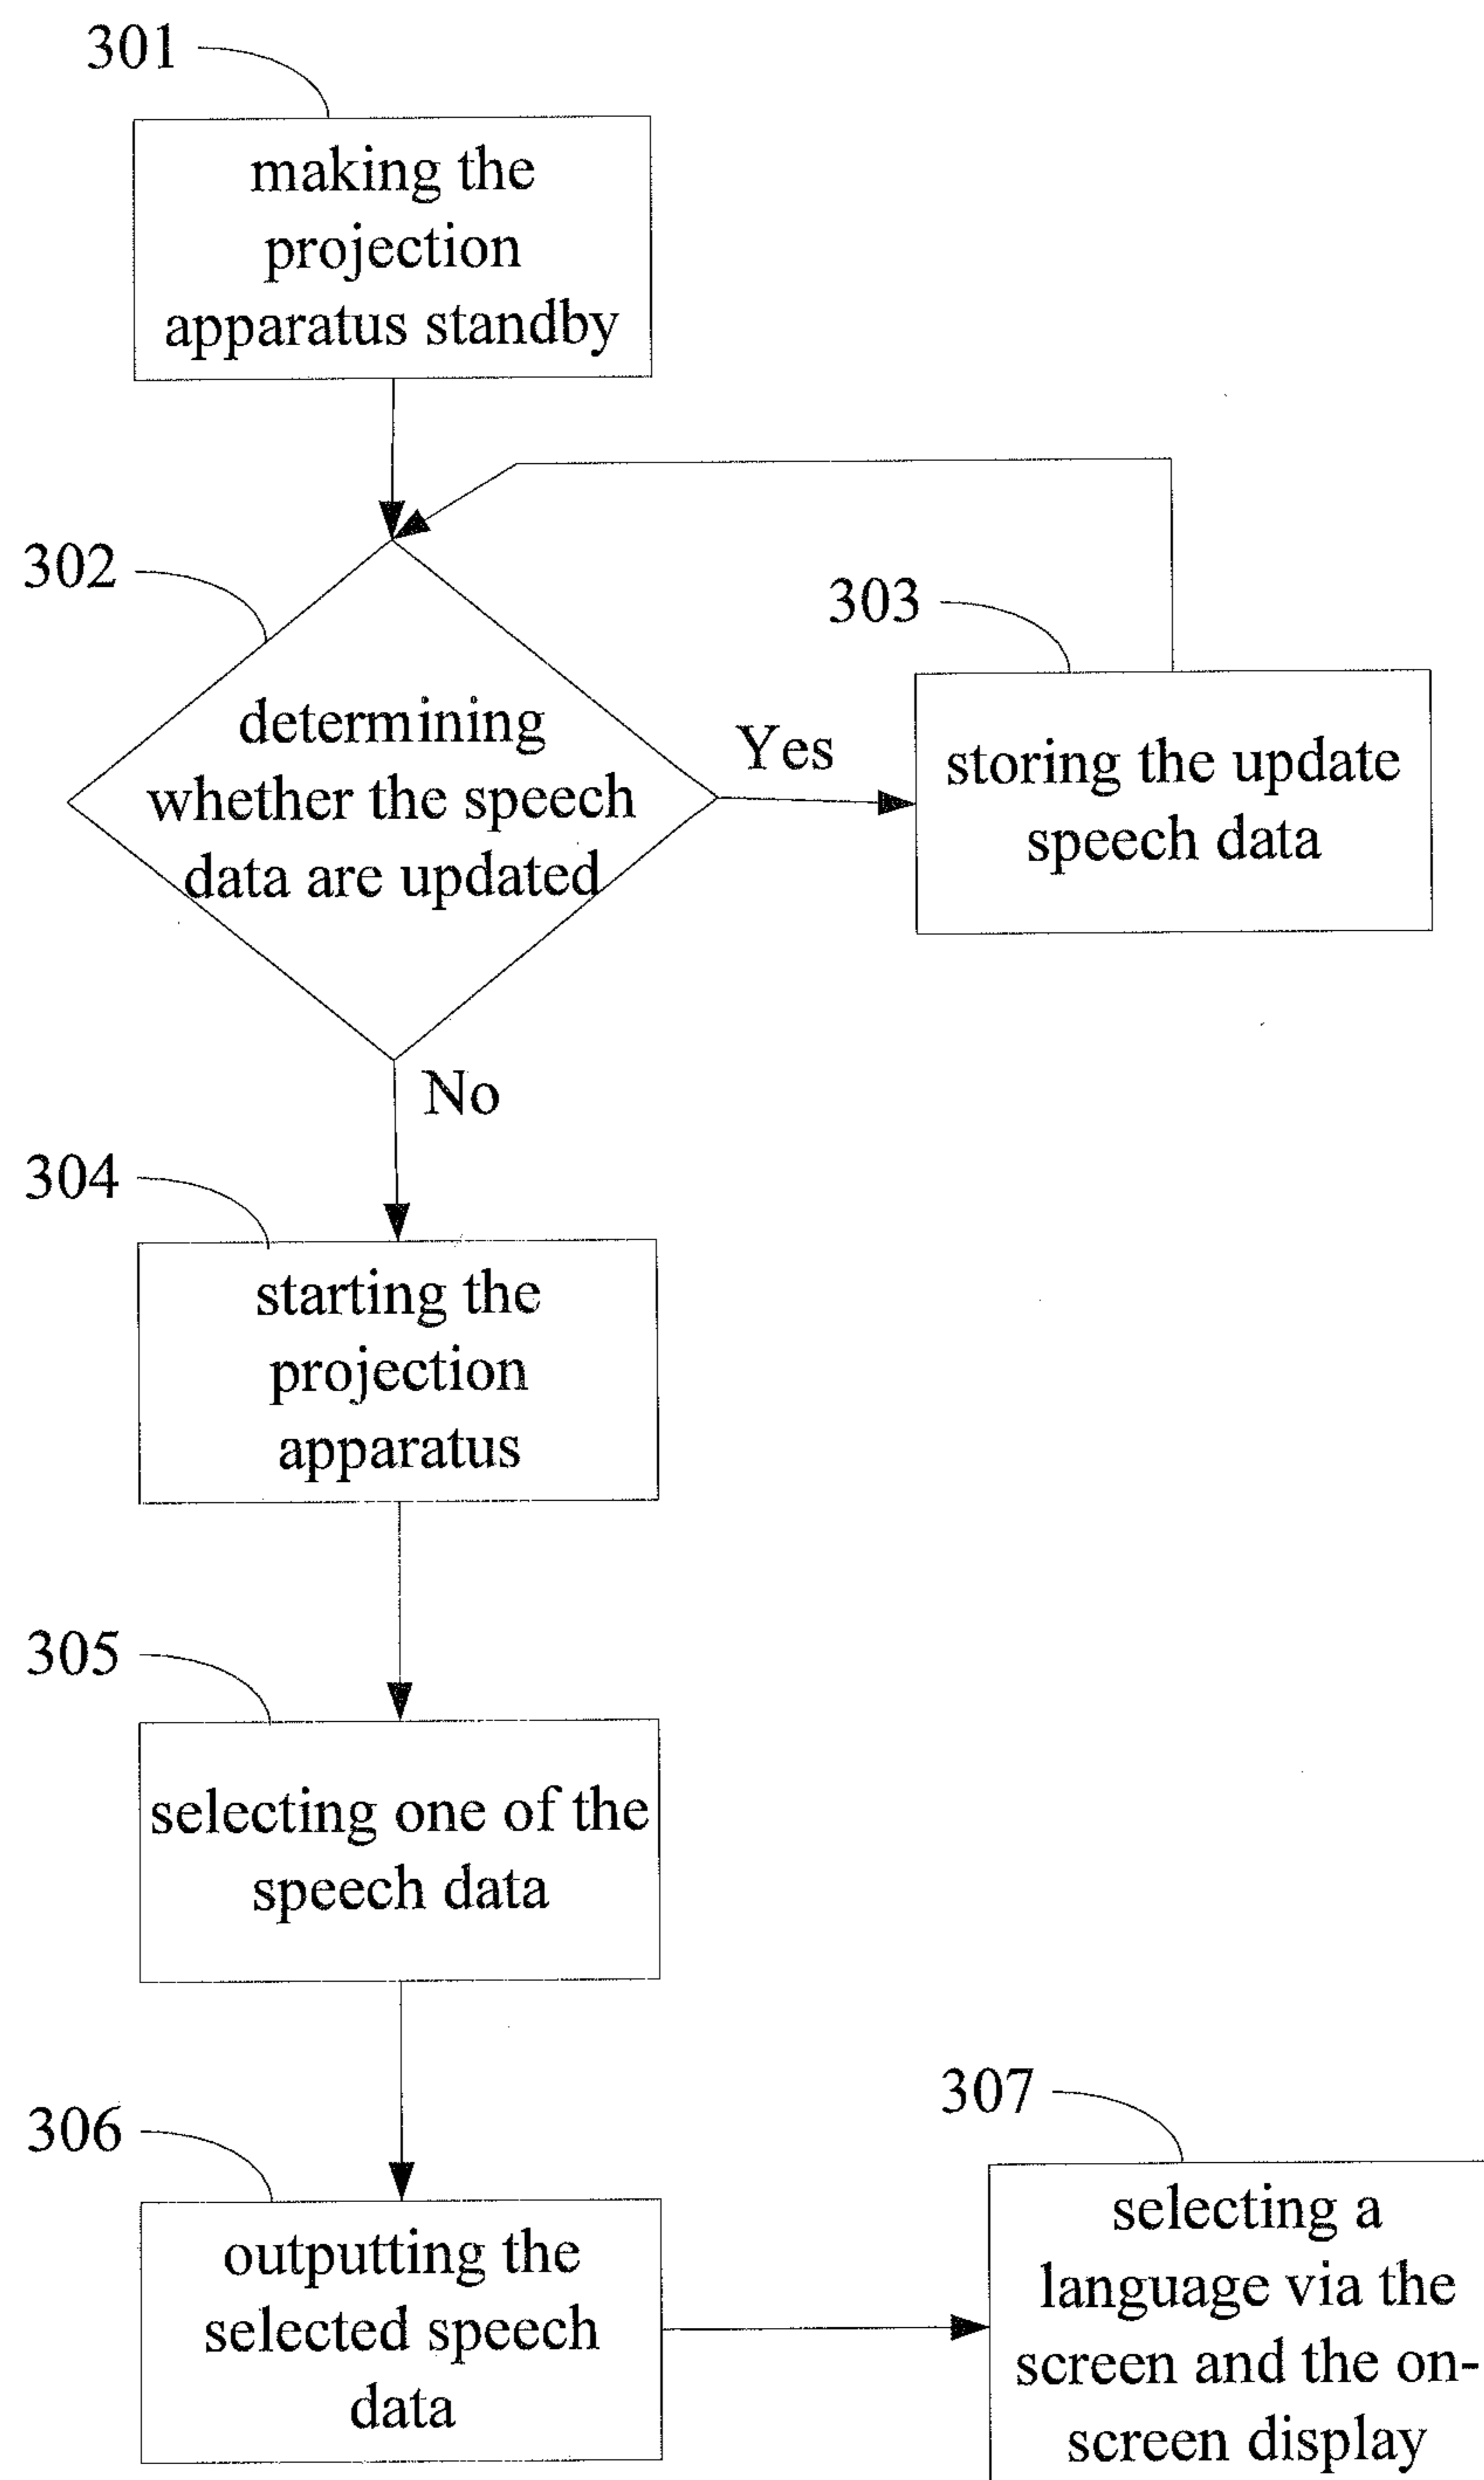 301
making the
projection
apparatus standby
302
determining
whether the speech
data are updated
Yes
303
storing the update
speech data
No
304
starting the
projection
apparatus
305
selecting one of the
speech data
306
outputting the
selected speech
data
307
selecting a
language via the
screen and the on-
screen display